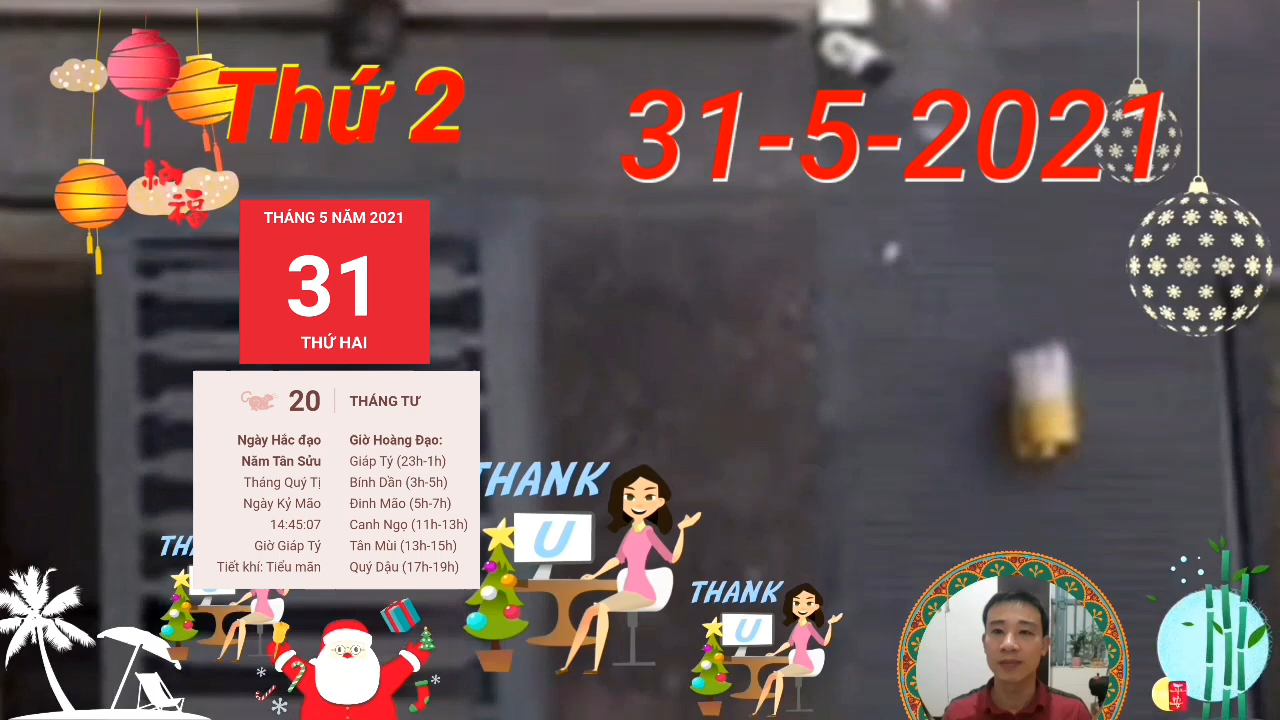 Thứ 2
31-5-2021
THÁNG 5 NĂM 2021
31
THỨ HAI
20
THÁNG TƯ
Ngày Hắc đạo
Năm Tân Sửu
Tháng Quý Tị
Ngày Kỷ Mão
14:45:07
Giờ Giáp Tý
Tiết khí: Tiểu mãn
Giờ Hoàng Đạo:
Giáp Tý (23h-1h)
Bính Dần (3h-5h)
Đinh Mão (5h-7h)
Canh Ngọ (11h-13h)
Tân Mùi (13h-15h)
Quý Dậu (17h-19h)
THANK
U
TH
THANK
U
福